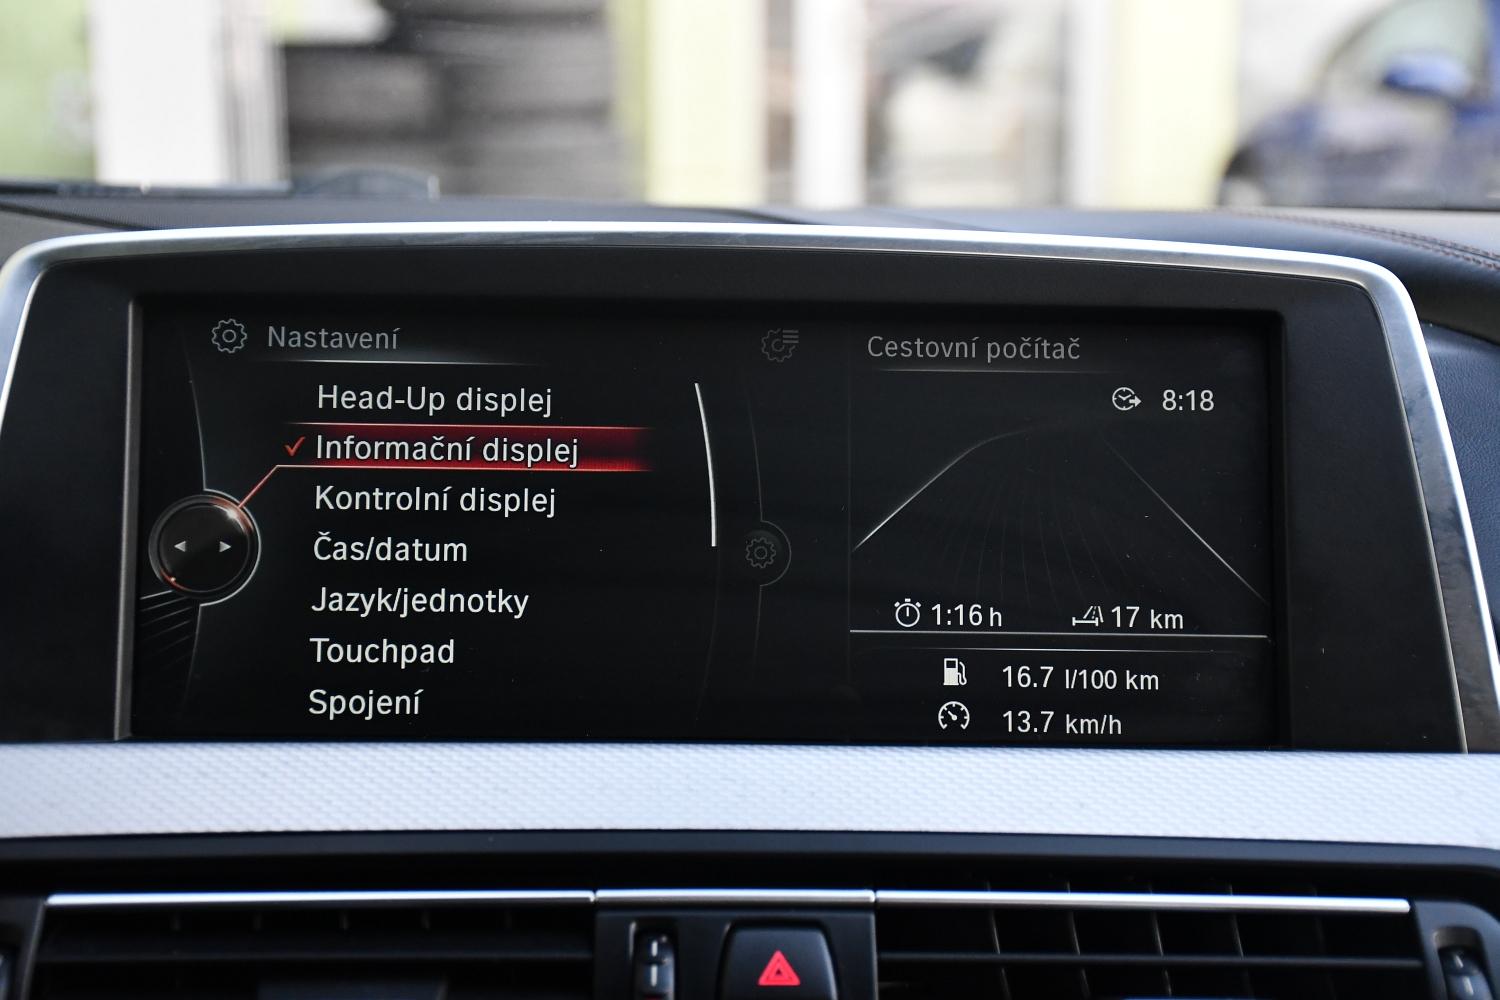 Nastavení
Head-Up displej
Informační displej
Kontrolní displej
Čas/datum
Jazyk/jednotky
Touchpad
Spojení
Cestovní počítač
8:18
1:16 h 17 km
16.7 l/100 km
13.7 km/h